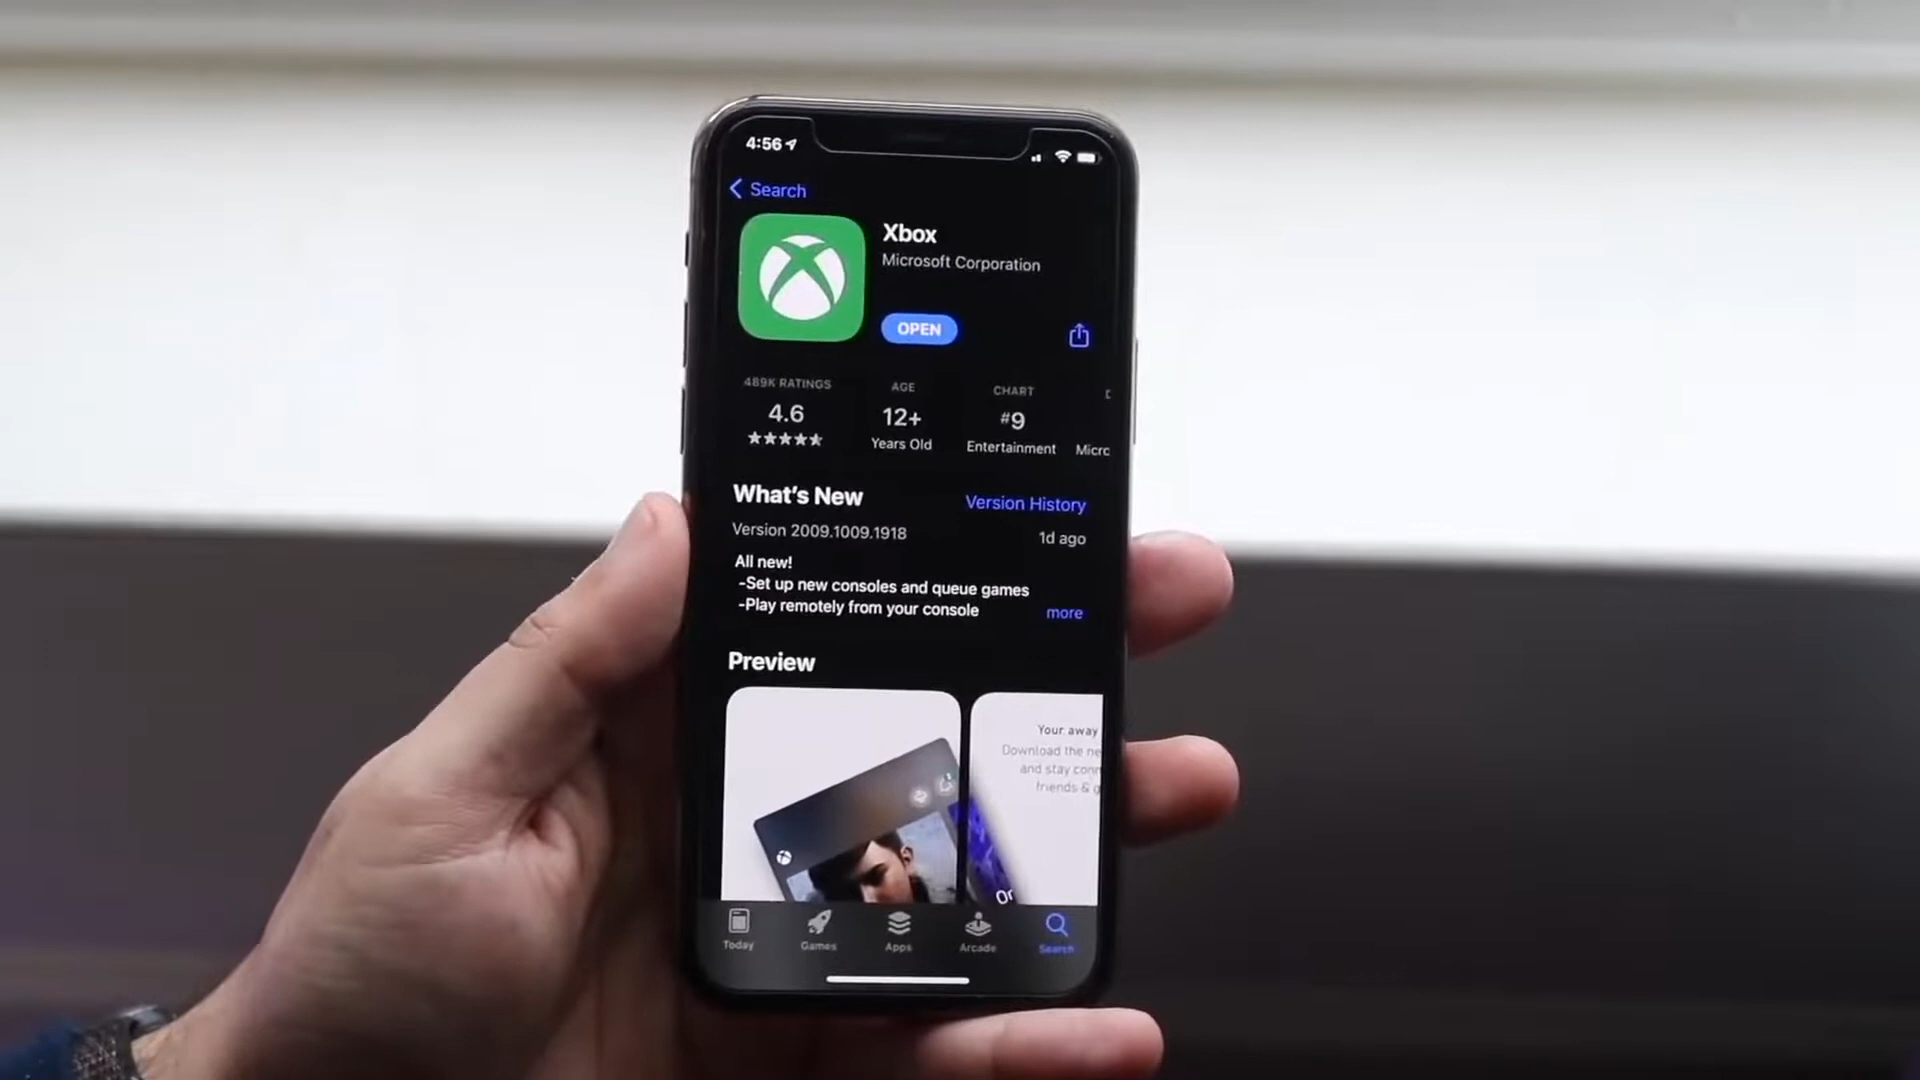 4:56
Search
Xbox
Microsoft Corporation
OPEN
489K RATINGS
4.6
AGE
12+
Years Old
CHART
#9
Entertainment
Micro
What's New
Version History
Version 2009.1009.1918
1d ago
All new!
-Set up new consoles and queue games
-Play remotely from your console
more
Preview
Your away
Download the ne
and stay conn
friends & g
Or
Today
Games
Apps
Arcade
Search